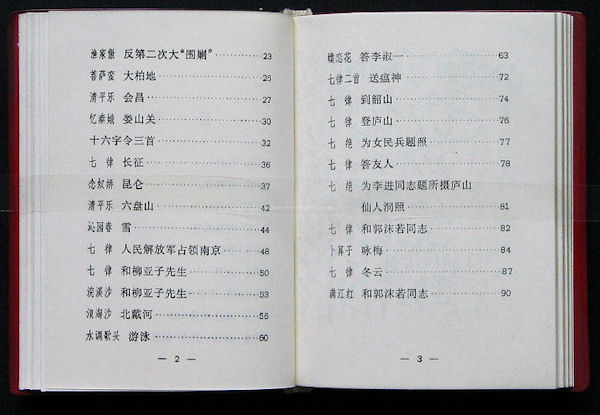 渔家傲 反第二次大“围剿”··················23
菩萨蛮 大柏地··················25
清平乐 会昌··················27
忆秦娥 娄山关··················30
十六字令三首··················32
七 律 长征··················36
念奴娇 昆仑··················37
清平乐 六盘山··················42
沁园春 雪··················44
七 律 人民解放军占领南京··················48
七 律 和柳亚子先生··················50
浣溪沙 和柳亚子先生··················53
浪淘沙 北戴河··················56
水调歌头 游泳··················60
— 2 —
蝶恋花 答李淑一··················63
七律二首 送瘟神··················72
七 律 到韶山··················74
七 律 登庐山··················76
七 绝 为女民兵题照··················77
七 律 答友人··················78
七 绝 为李进同志题所摄庐山
仙人洞照··················81
七 律 和郭沫若同志··················82
卜算子 咏梅··················84
七 律 冬云··················87
满江红 和郭沫若同志··················90
— 3 —